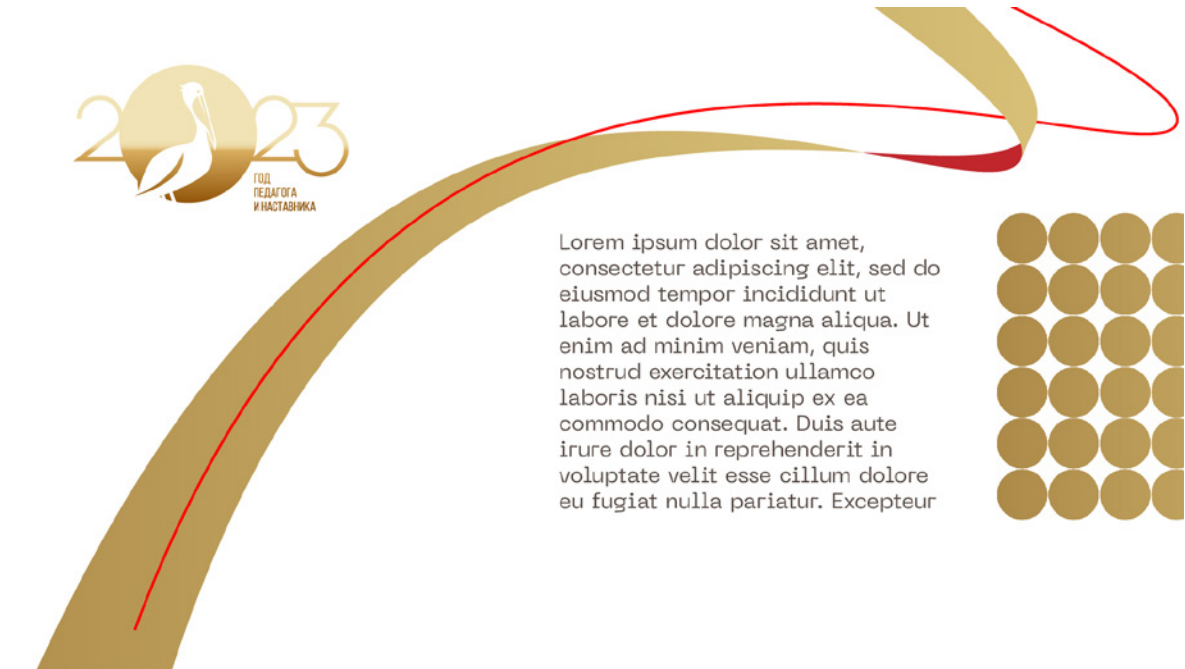 2023
ГОД
ПЕДАГОГА
И НАСТАВНИКА
Lorem ipsum dolor sit amet,
consectetur adipiscing elit, sed do
eiusmod tempor incididunt ut
labore et dolore magna aliqua. Ut
enim ad minim veniam, quis
nostrud exercitation ullamco
laboris nisi ut aliquip ex ea
commodo consequat. Duis aute
irure dolor in reprehenderit in
voluptate velit esse cillum dolore
eu fugiat nulla pariatur. Excepteur